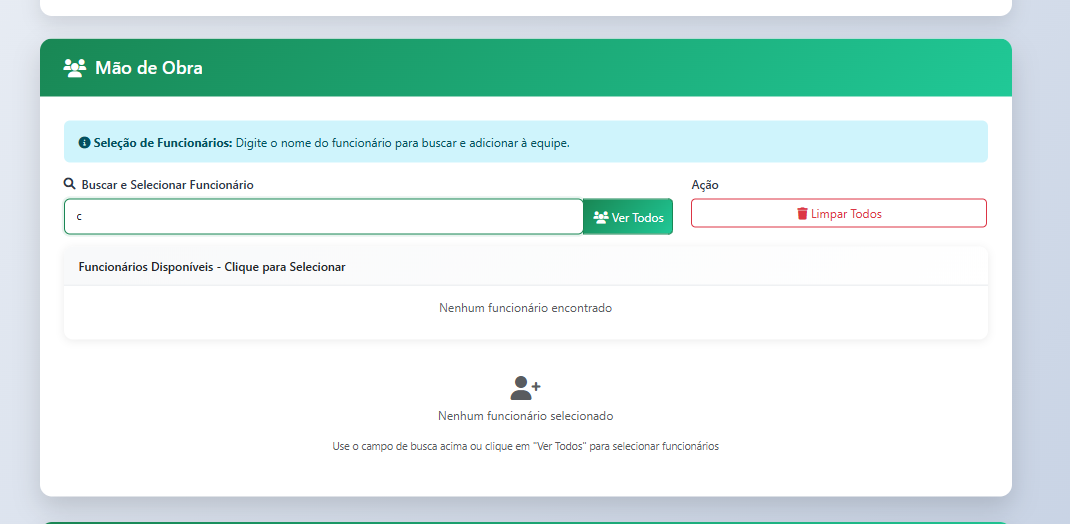 Mão de Obra
Seleção de Funcionários: Digite o nome do funcionário para buscar e adicionar à equipe.
Buscar e Selecionar Funcionário
Ação
c
Ver Todos
Limpar Todos
Funcionários Disponíveis - Clique para Selecionar
Nenhum funcionário encontrado
Nenhum funcionário selecionado
Use o campo de busca acima ou clique em "Ver Todos" para selecionar funcionários